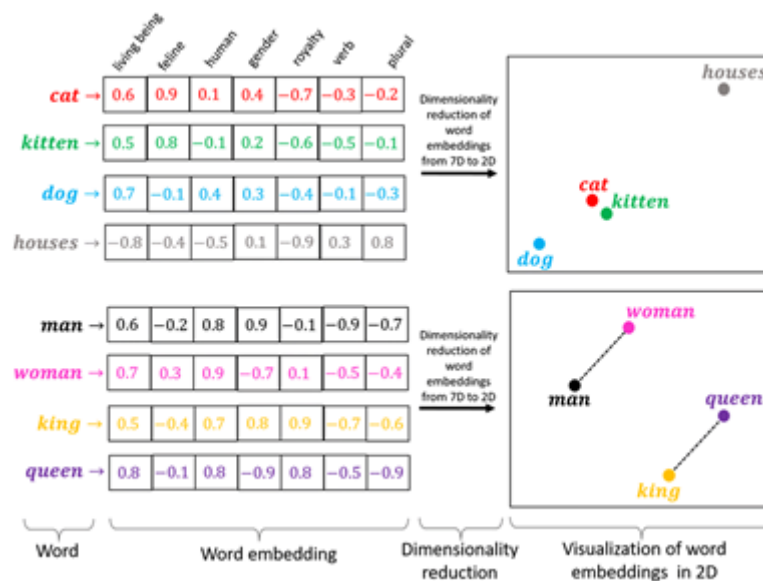 living being feline human gender royalty verb plural
cat → 0.6 0.9 0.1 0.4 −0.7 −0.3 −0.2
kitten → 0.5 0.8 −0.1 0.2 −0.6 −0.5 −0.1
dog → 0.7 −0.1 0.4 0.3 −0.4 −0.1 −0.3
houses → −0.8 −0.4 −0.5 0.1 −0.9 0.3 0.8
Dimensionality
reduction of
word
embeddings
from 7D to 2D
houses
cat
kitten
dog
man → 0.6 −0.2 0.8 0.9 −0.1 −0.9 −0.7
woman → 0.7 0.3 0.9 −0.7 0.1 −0.5 −0.4
king → 0.5 −0.4 0.7 0.8 0.9 −0.7 −0.6
queen → 0.8 −0.1 0.8 −0.9 0.8 −0.5 −0.9
Dimensionality
reduction of
word
embeddings
from 7D to 2D
woman
man
queen
king
Word
Word embedding
Dimensionality
reduction
Visualization of word
embeddings in 2D